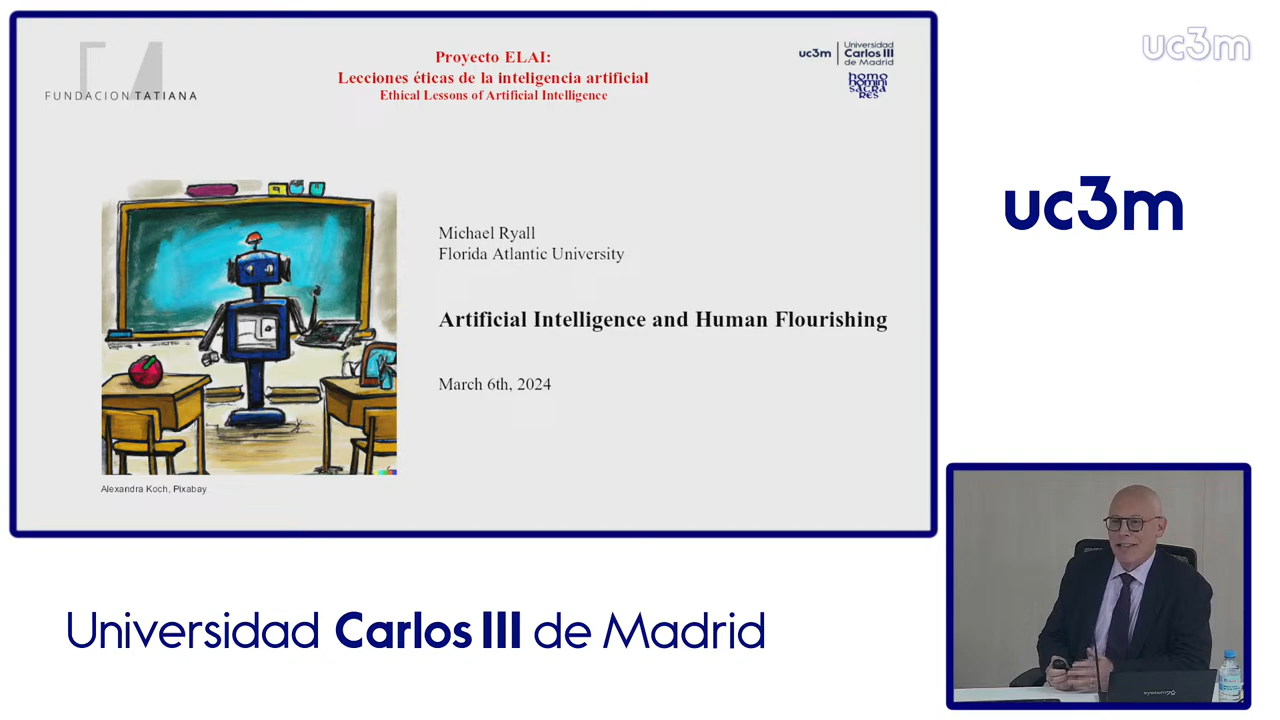 FUNDACION TATIANA
Proyecto ELAI:
Lecciones éticas de la inteligencia artificial
Ethical Lessons of Artificial Intelligence
uc3m
Universidad
Carlos III
de Madrid
homo
homini
sacra
res
Michael Ryall
Florida Atlantic University
Artificial Intelligence and Human Flourishing
March 6th, 2024
Alexandra Koch, Pixabay
uc3m
uc3m
Universidad Carlos III de Madrid